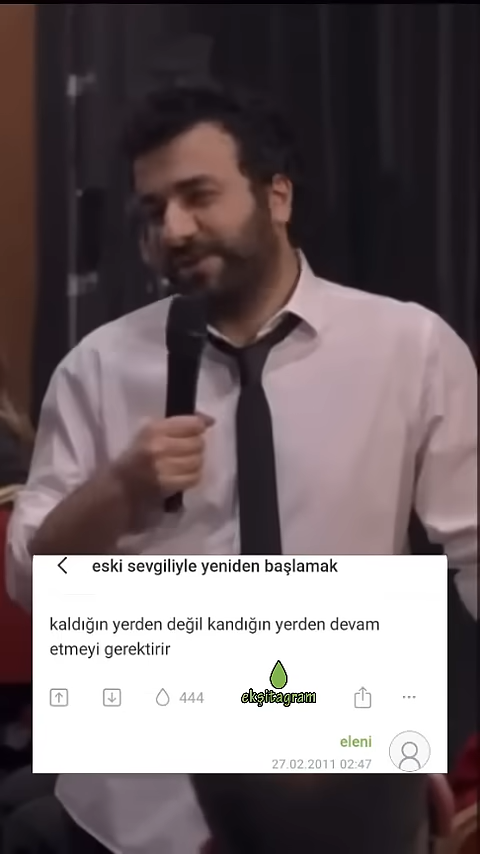 eski sevgiliyle yeniden başlamak
kaldığın yerden değil kandığın yerden devam
etmeyi gerektirir
444
ekşitagram
eleni
27.02.2011 02:47